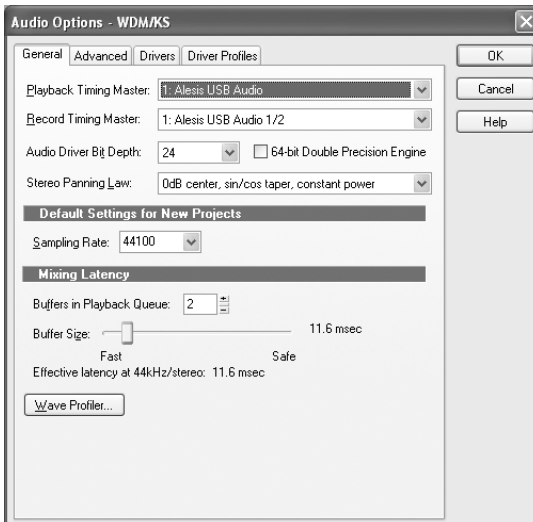 Audio Options - WDM/KS
General Advanced Drivers Driver Profiles
OK
Cancel
Help
Playback Timing Master: 1: Alesis USB Audio
Record Timing Master: 1: Alesis USB Audio 1/2
Audio Driver Bit Depth: 24 64-bit Double Precision Engine
Stereo Panning Law: 0dB center, sin/cos taper, constant power
Default Settings for New Projects
Sampling Rate: 44100
Mixing Latency
Buffers in Playback Queue: 2
Buffer Size: 11.6 msec
Fast Safe
Effective latency at 44kHz/stereo: 11.6 msec
Wave Profiler...